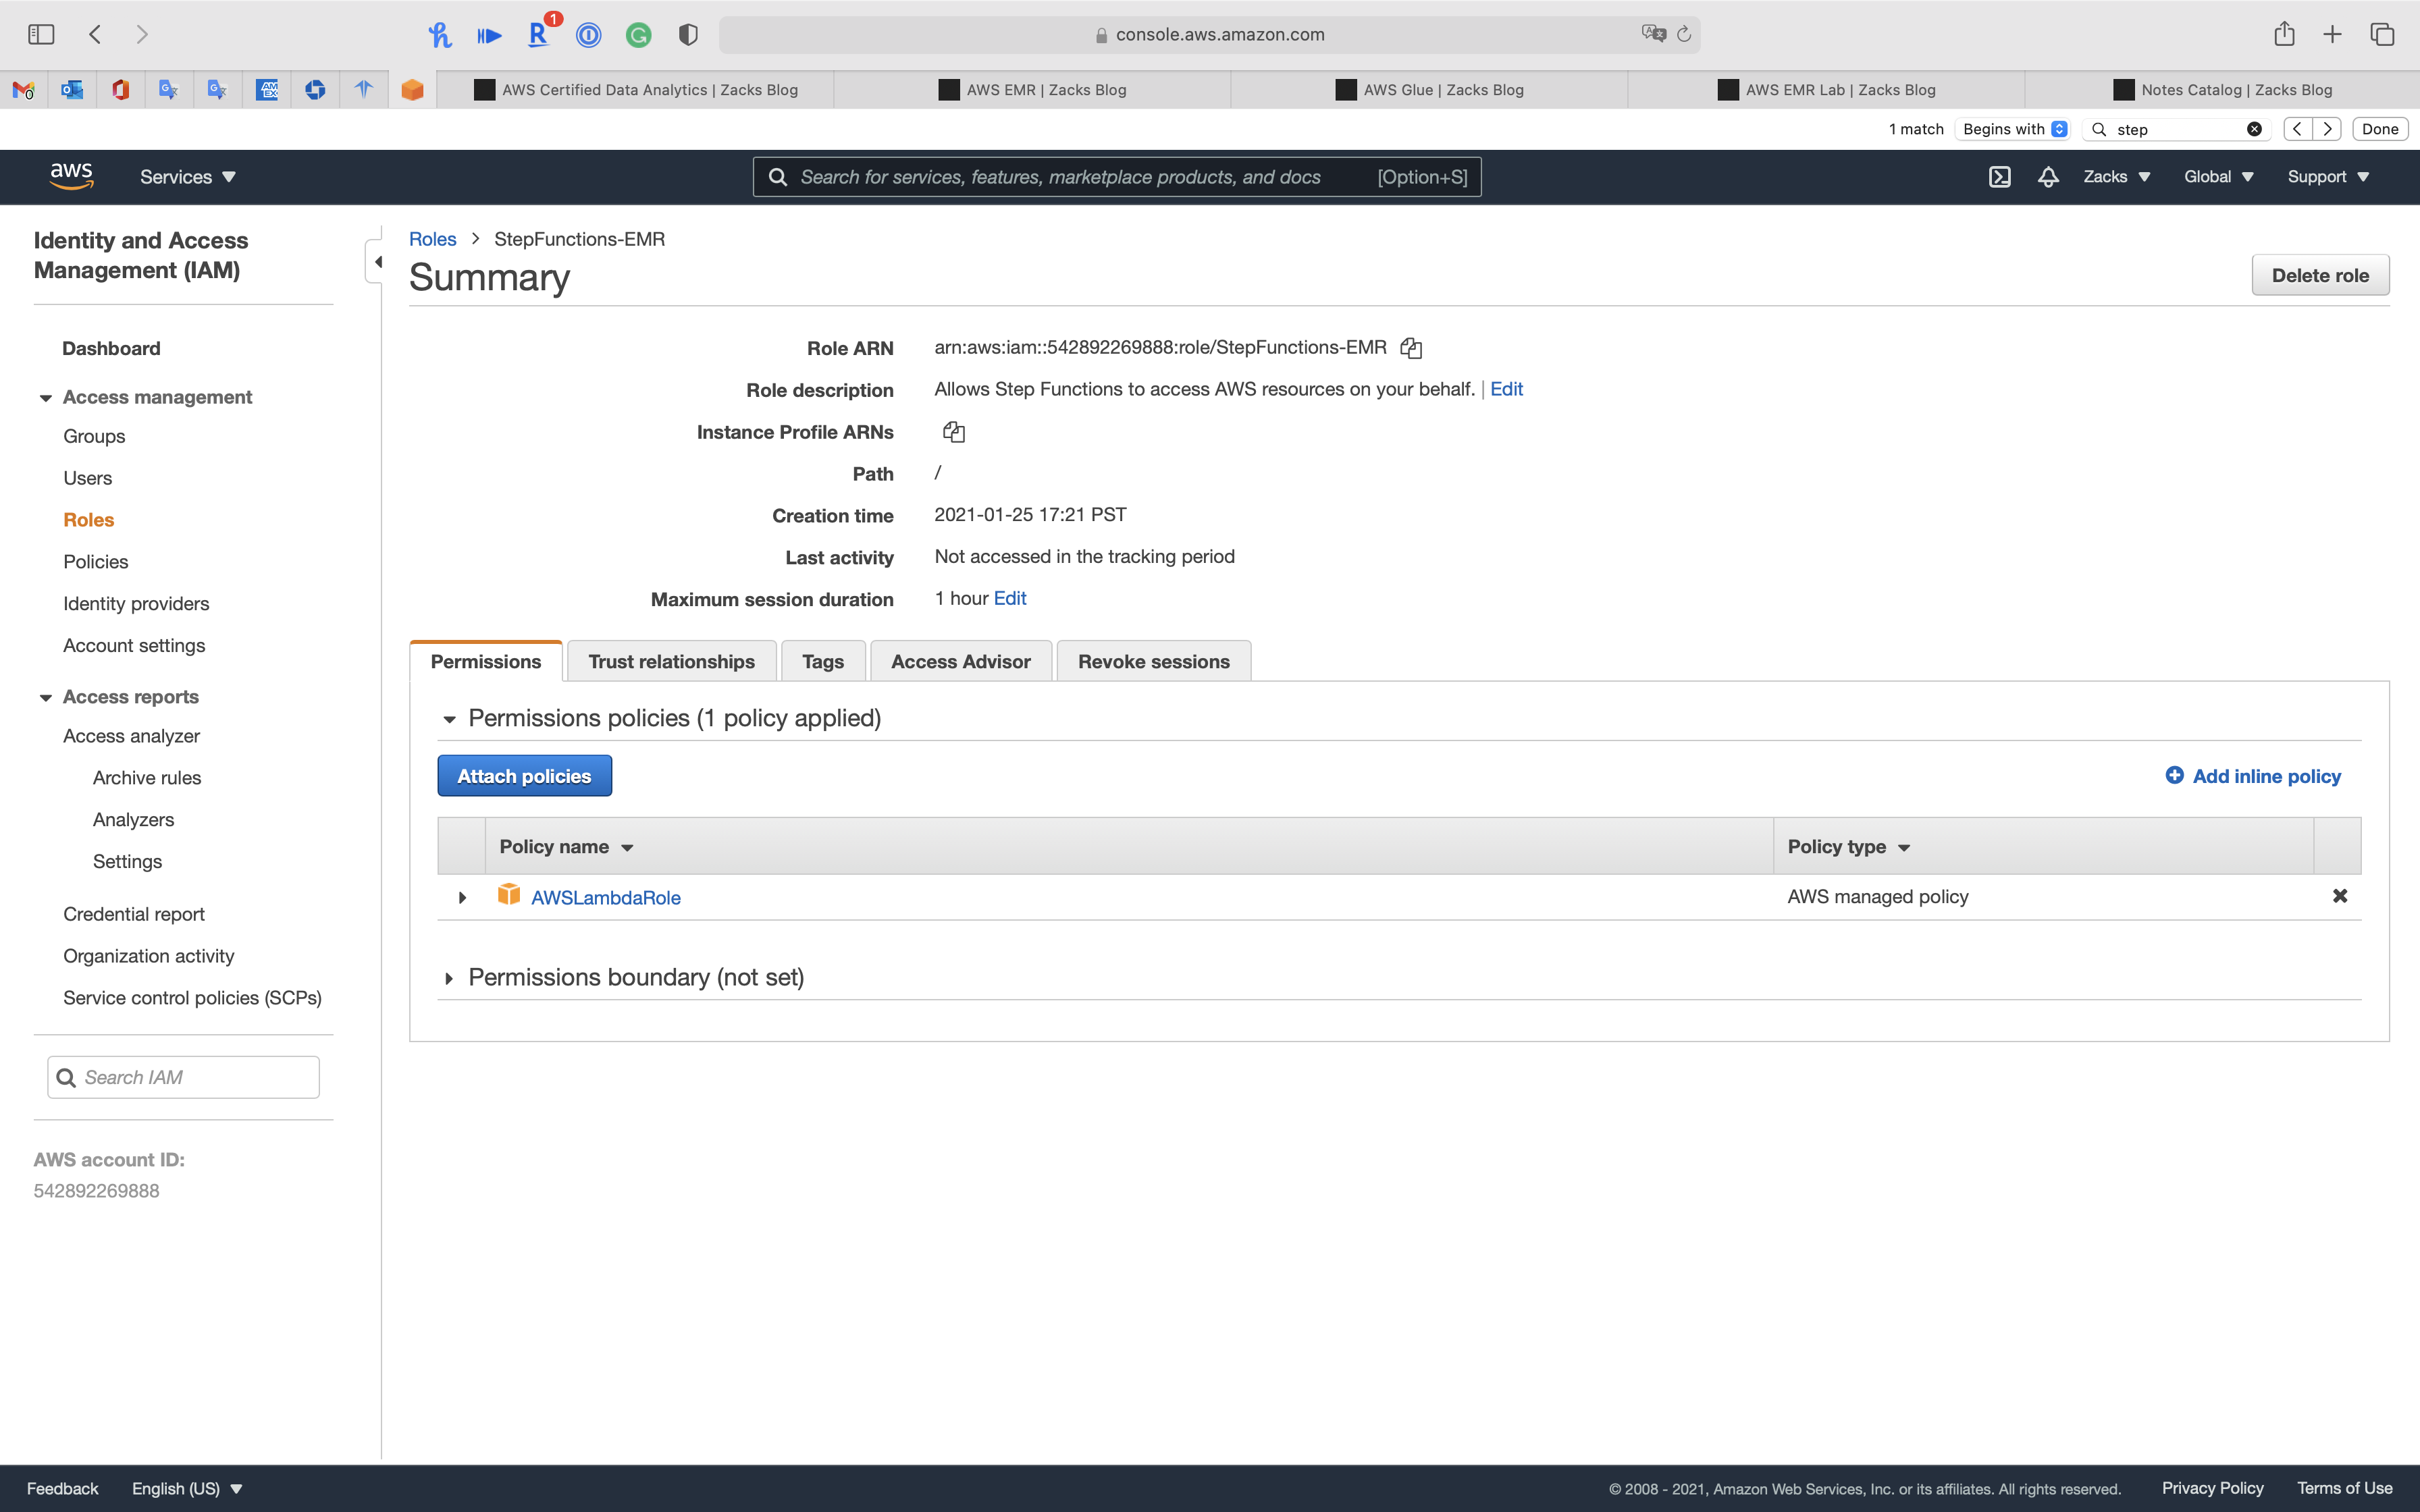 1
console.aws.amazon.com
AWS Certified Data Analytics | Zacks Blog
AWS EMR | Zacks Blog
AWS Glue | Zacks Blog
AWS EMR Lab | Zacks Blog
Notes Catalog | Zacks Blog
1 match
Begins with
step
Done
aws
Services
Search for services, features, marketplace products, and docs
[Option+S]
Zacks
Global
Support
Identity and Access
Management (IAM)
Dashboard
Access management
Groups
Users
Roles
Policies
Identity providers
Account settings
Access reports
Access analyzer
Archive rules
Analyzers
Settings
Credential report
Organization activity
Service control policies (SCPs)
Search IAM
AWS account ID:
542892269888
Roles > StepFunctions-EMR
Summary
Delete role
Role ARN arn:aws:iam::542892269888:role/StepFunctions-EMR
Role description Allows Step Functions to access AWS resources on your behalf. | Edit
Instance Profile ARNs
Path /
Creation time 2021-01-25 17:21 PST
Last activity Not accessed in the tracking period
Maximum session duration 1 hour Edit
Permissions
Trust relationships
Tags
Access Advisor
Revoke sessions
Permissions policies (1 policy applied)
Attach policies
Add inline policy
Policy name
Policy type
AWSLambdaRole
AWS managed policy
Permissions boundary (not set)
Feedback
English (US)
© 2008 - 2021, Amazon Web Services, Inc. or its affiliates. All rights reserved.
Privacy Policy
Terms of Use